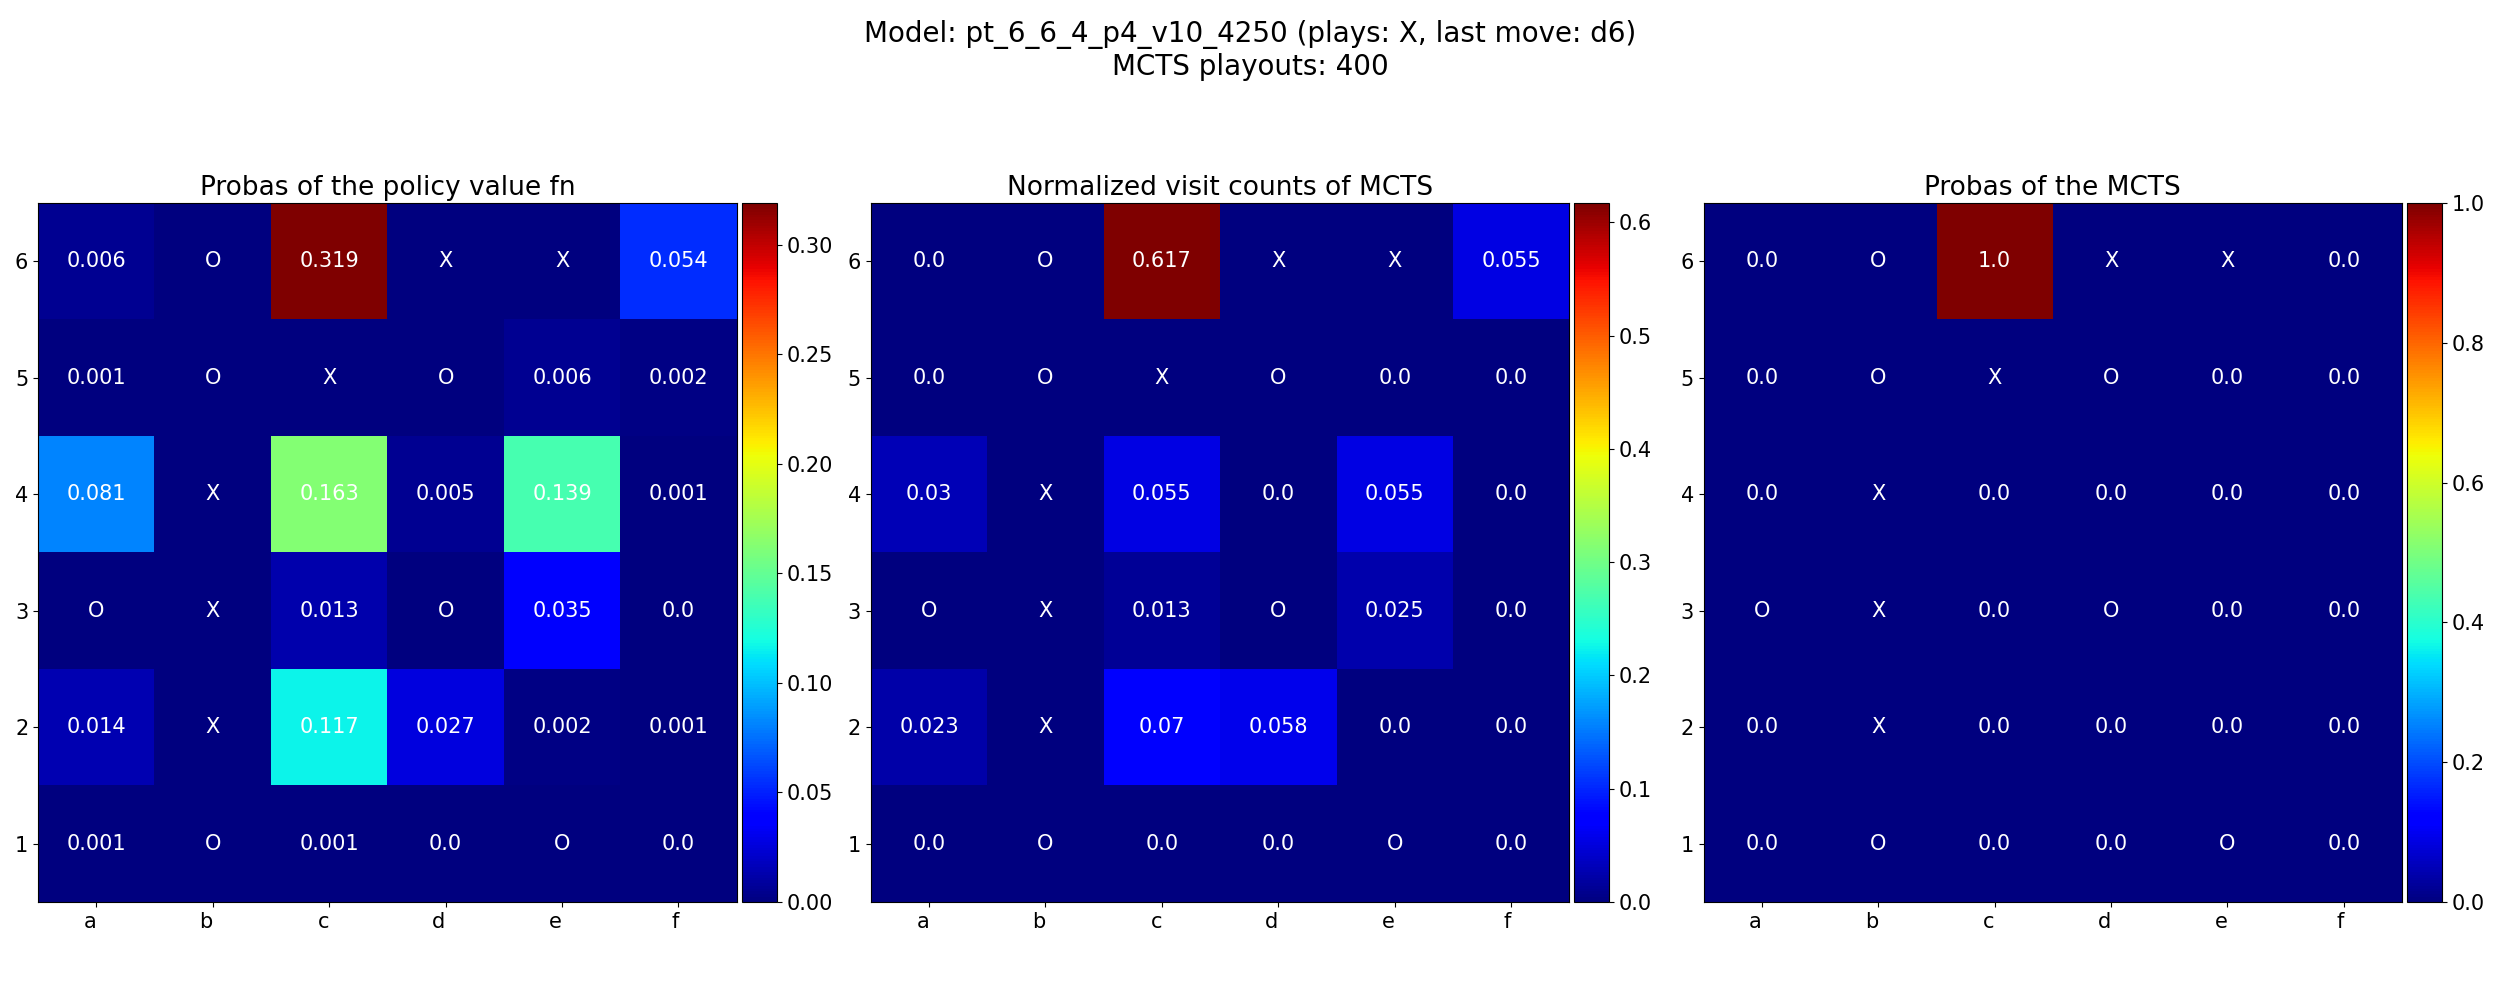 Model: pt_6_6_4_p4_v10_4250 (plays: X, last move: d6)
MCTS playouts: 400
Probas of the policy value fn
6 0.006 O 0.319 X X 0.054
5 0.001 O X O 0.006 0.002
4 0.081 X 0.163 0.005 0.139 0.001
3 O X 0.013 O 0.035 0.0
2 0.014 X 0.117 0.027 0.002 0.001
1 0.001 O 0.001 0.0 O 0.0
a b c d e f
0.30
0.25
0.20
0.15
0.10
0.05
0.00
Normalized visit counts of MCTS
6 0.0 O 0.617 X X 0.055
5 0.0 O X O 0.0 0.0
4 0.03 X 0.055 0.0 0.055 0.0
3 O X 0.013 O 0.025 0.0
2 0.023 X 0.07 0.058 0.0 0.0
1 0.0 O 0.0 0.0 O 0.0
a b c d e f
0.6
0.5
0.4
0.3
0.2
0.1
0.0
Probas of the MCTS
6 0.0 O 1.0 X X 0.0
5 0.0 O X O 0.0 0.0
4 0.0 X 0.0 0.0 0.0 0.0
3 O X 0.0 O 0.0 0.0
2 0.0 X 0.0 0.0 0.0 0.0
1 0.0 O 0.0 0.0 O 0.0
a b c d e f
1.0
0.8
0.6
0.4
0.2
0.0